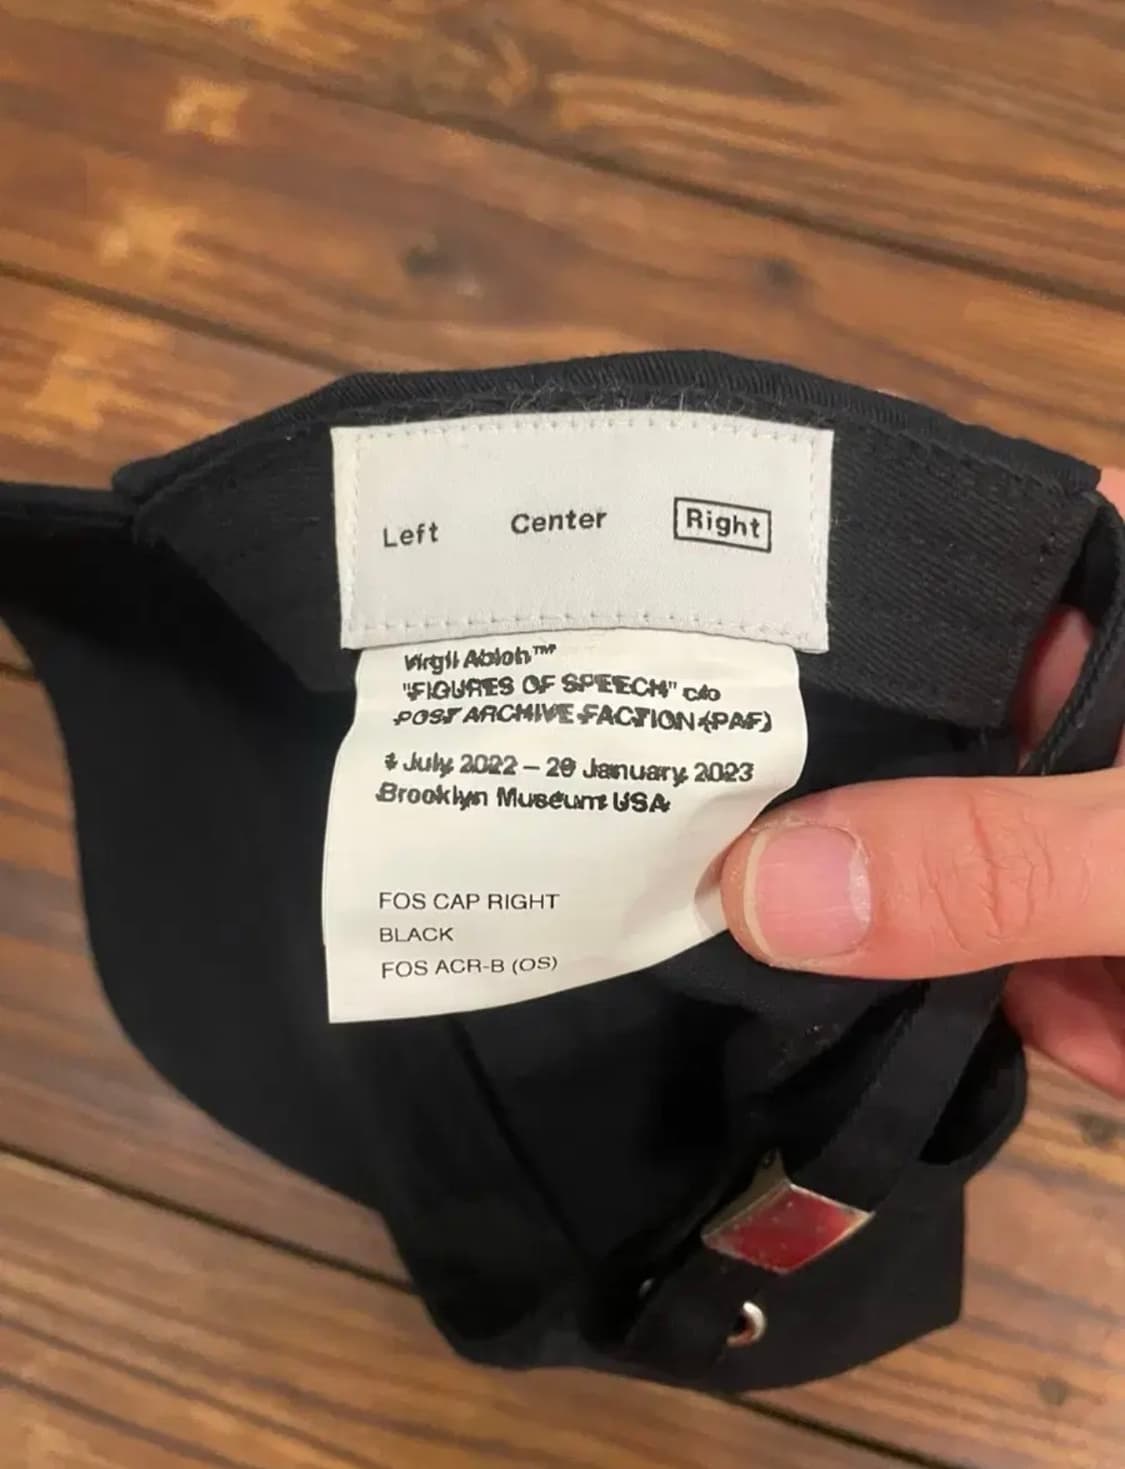 Left Center Right
Virgil Abloh™
"FIGURES OF SPEECH" c/o
POST ARCHIVE FACTION (PAF)
1 July 2022 – 29 January 2023
Brooklyn Museum USA
FOS CAP RIGHT
BLACK
FOS ACR-B (OS)